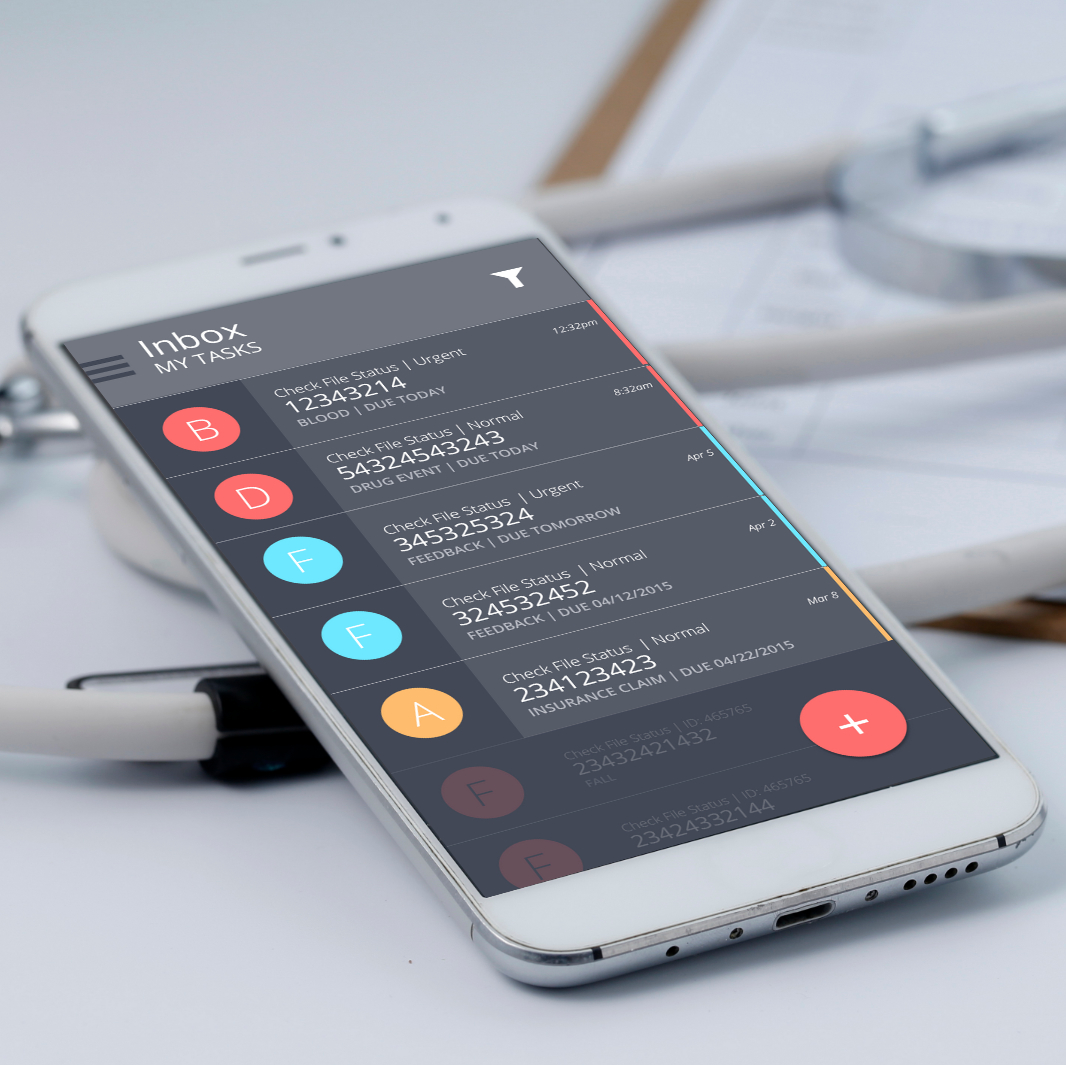 Inbox
MY TASKS
B
Check File Status | Urgent
12343214
BLOOD | DUE TODAY
12:32pm
D
Check File Status | Normal
54324543243
DRUG EVENT | DUE TODAY
8:32am
F
Check File Status | Urgent
345325324
FEEDBACK | DUE TOMORROW
Apr 5
F
Check File Status | Normal
324532452
FEEDBACK | DUE 04/12/2015
Apr 2
A
Check File Status | Normal
234123423
INSURANCE CLAIM | DUE 04/22/2015
Mar 8
F
Check File Status | ID: 465765
23432421432
FALL
F
Check File Status | ID: 465765
23424332144
+